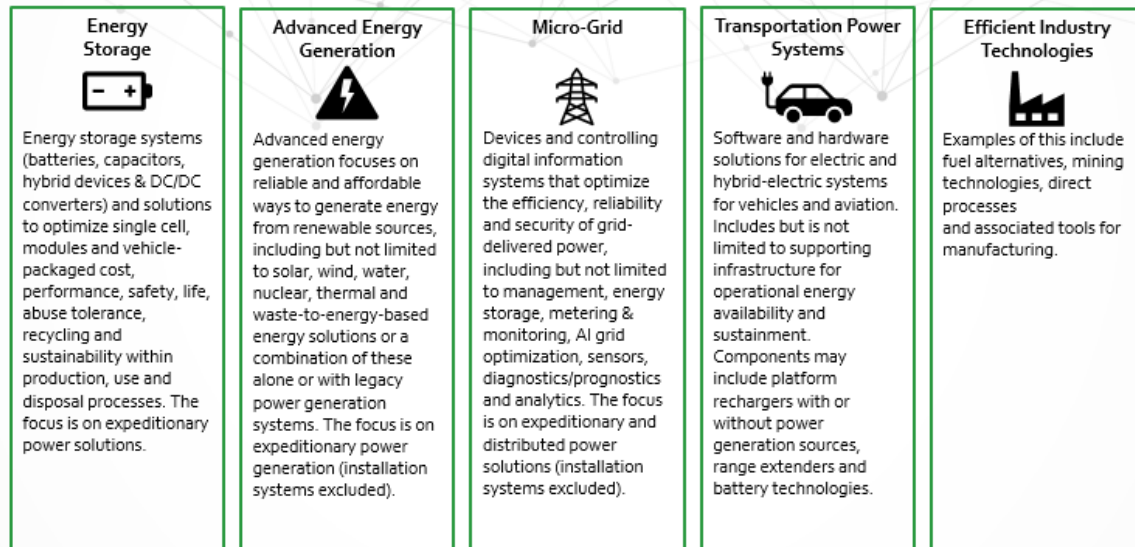 Energy
Storage
Energy storage systems
(batteries, capacitors,
hybrid devices & DC/DC
converters) and solutions
to optimize single cell,
modules and vehicle-
packaged cost,
performance, safety, life,
abuse tolerance,
recycling and
sustainability within
production, use and
disposal processes. The
focus is on expeditionary
power solutions.
Advanced Energy
Generation
Advanced energy
generation focuses on
reliable and affordable
ways to generate energy
from renewable sources,
including but not limited
to solar, wind, water,
nuclear, thermal and
waste-to-energy-based
energy solutions or a
combination of these
alone or with legacy
power generation
systems. The focus is on
expeditionary power
generation (installation
systems excluded).
Micro-Grid
Devices and controlling
digital information
systems that optimize
the efficiency, reliability
and security of grid-
delivered power,
including but not limited
to management, energy
storage, metering &
monitoring, AI grid
optimization, sensors,
diagnostics/prognostics
and analytics. The focus
is on expeditionary and
distributed power
solutions (installation
systems excluded).
Transportation Power
Systems
Software and hardware
solutions for electric and
hybrid-electric systems
for vehicles and aviation.
Includes but is not
limited to supporting
infrastructure for
operational energy
availability and
sustainment.
Components may
include platform
rechargers with or
without power
generation sources,
range extenders and
battery technologies.
Efficient Industry
Technologies
Examples of this include
fuel alternatives, mining
technologies, direct
processes
and associated tools for
manufacturing.